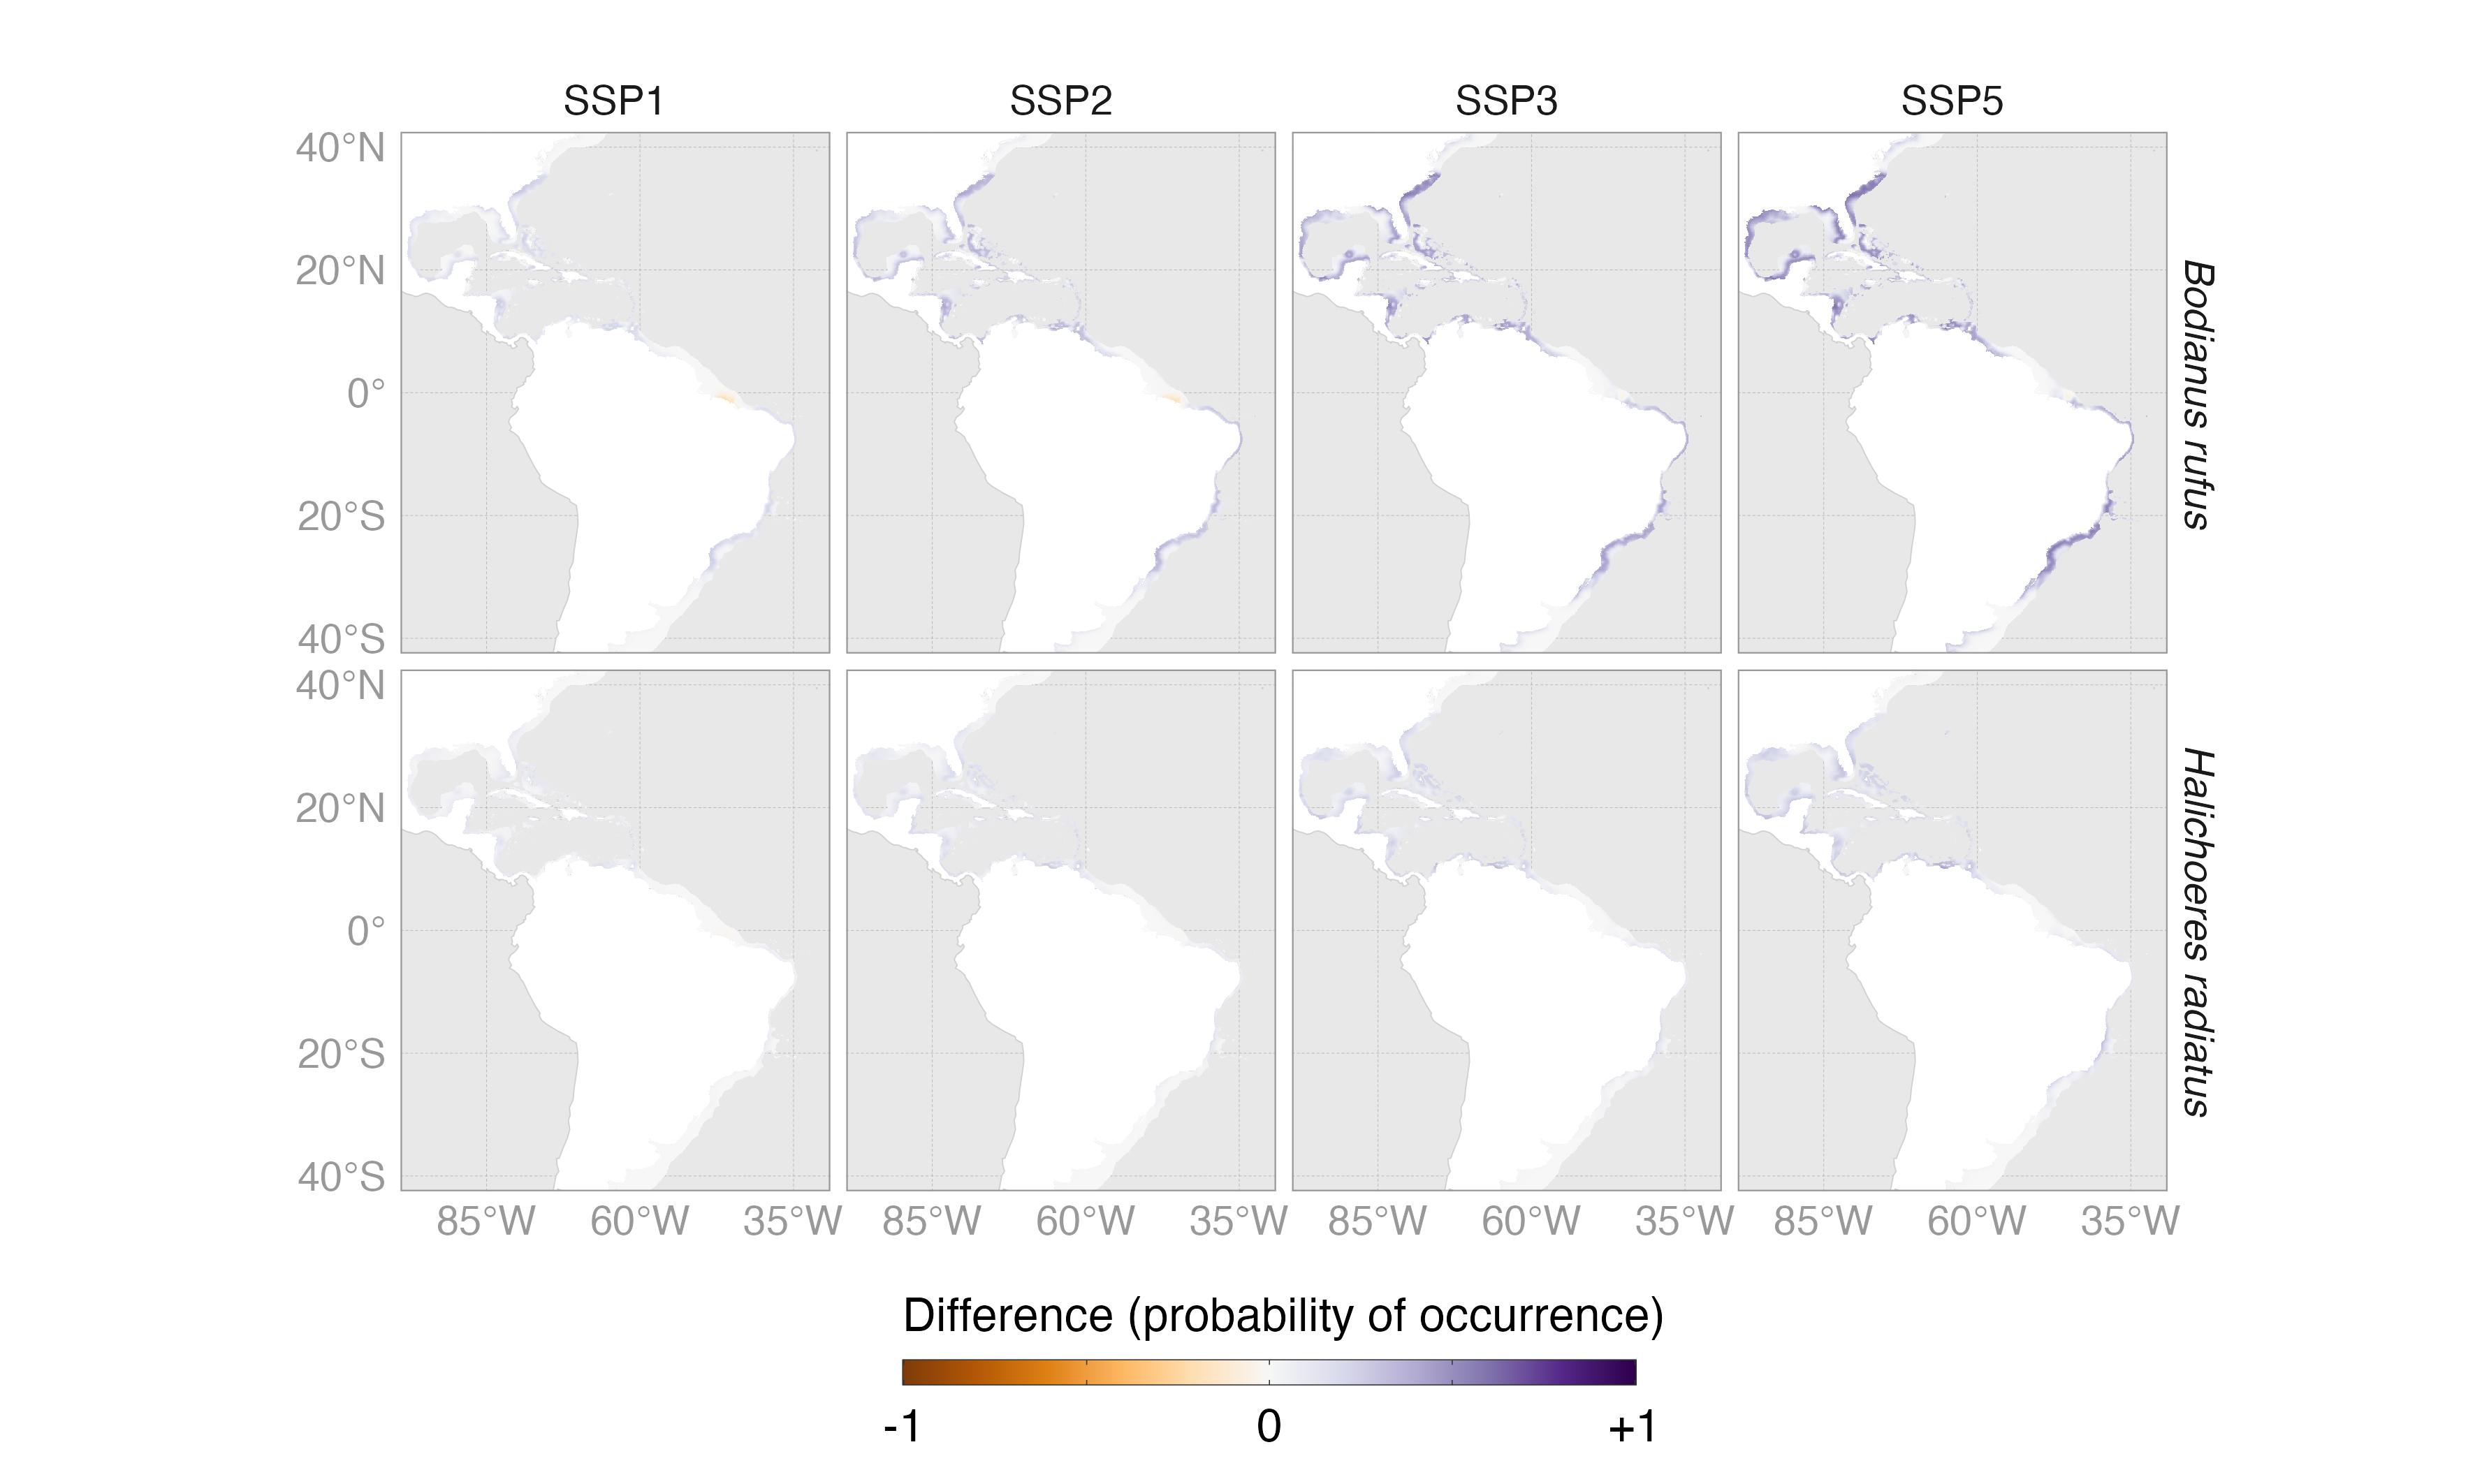 SSP1 SSP2 SSP3 SSP5
40°N
20°N
0°
20°S
40°S
Bodianus rufus
40°N
20°N
0°
20°S
40°S
Halichoeres radiatus
85°W 60°W 35°W 85°W 60°W 35°W 85°W 60°W 35°W 85°W 60°W 35°W
Difference (probability of occurrence)
-1 0 +1